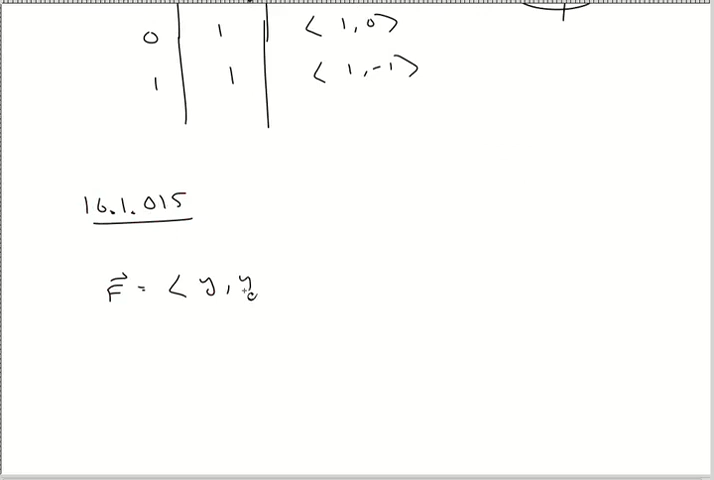 0 1 < 1, 0 >
1 1 < 1, -1 >
16.1.015
F⃗ = < y, y